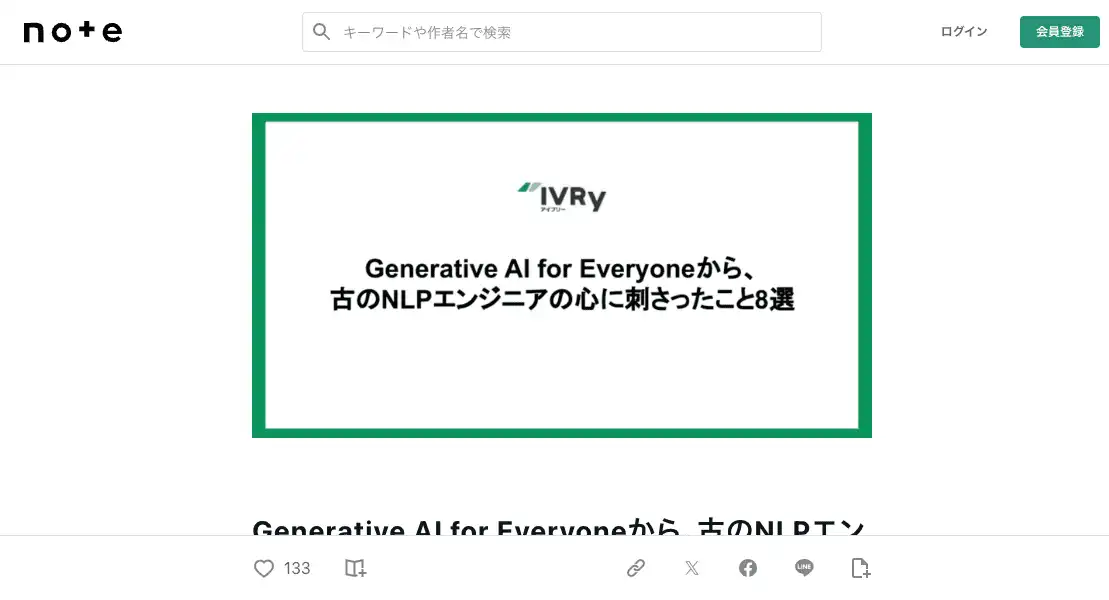 note
キーワードや作者名で検索
ログイン
会員登録
IVRy
アイブリー
Generative AI for Everyoneから、
古のNLPエンジニアの心に刺さったこと8選
Generative AI for Everyoneから、古のNLPエン
133
LINE